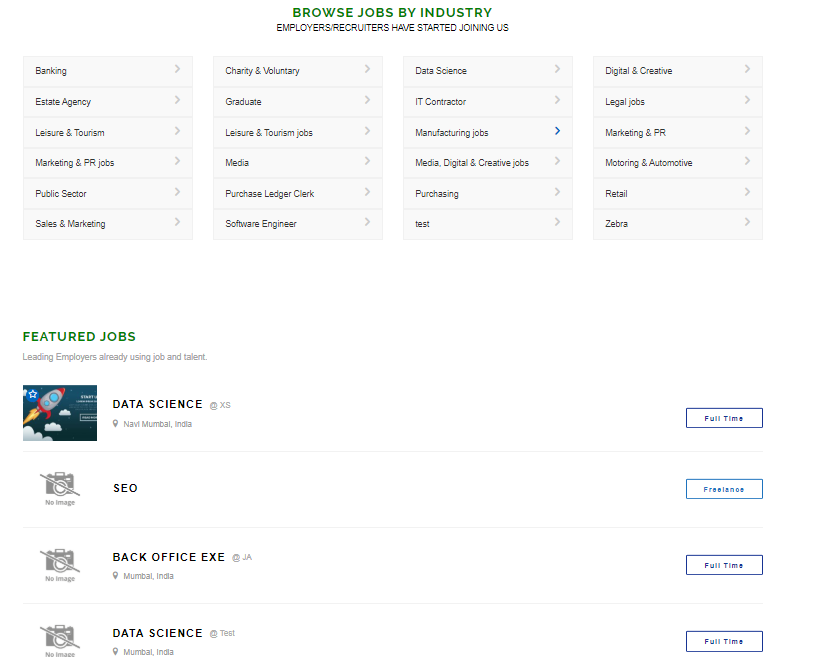 BROWSE JOBS BY INDUSTRY
EMPLOYERS/RECRUITERS HAVE STARTED JOINING US
Banking
Charity & Voluntary
Data Science
Digital & Creative
Estate Agency
Graduate
IT Contractor
Legal jobs
Leisure & Tourism
Leisure & Tourism jobs
Manufacturing jobs
Marketing & PR
Marketing & PR jobs
Media
Media, Digital & Creative jobs
Motoring & Automotive
Public Sector
Purchase Ledger Clerk
Purchasing
Retail
Sales & Marketing
Software Engineer
test
Zebra
FEATURED JOBS
Leading Employers already using job and talent.
DATA SCIENCE @ XS
Navi Mumbai, India
Full Time
No Image
SEO
Freelance
No Image
BACK OFFICE EXE @ JA
Mumbai, India
Full Time
No Image
DATA SCIENCE @ Test
Mumbai, India
Full Time